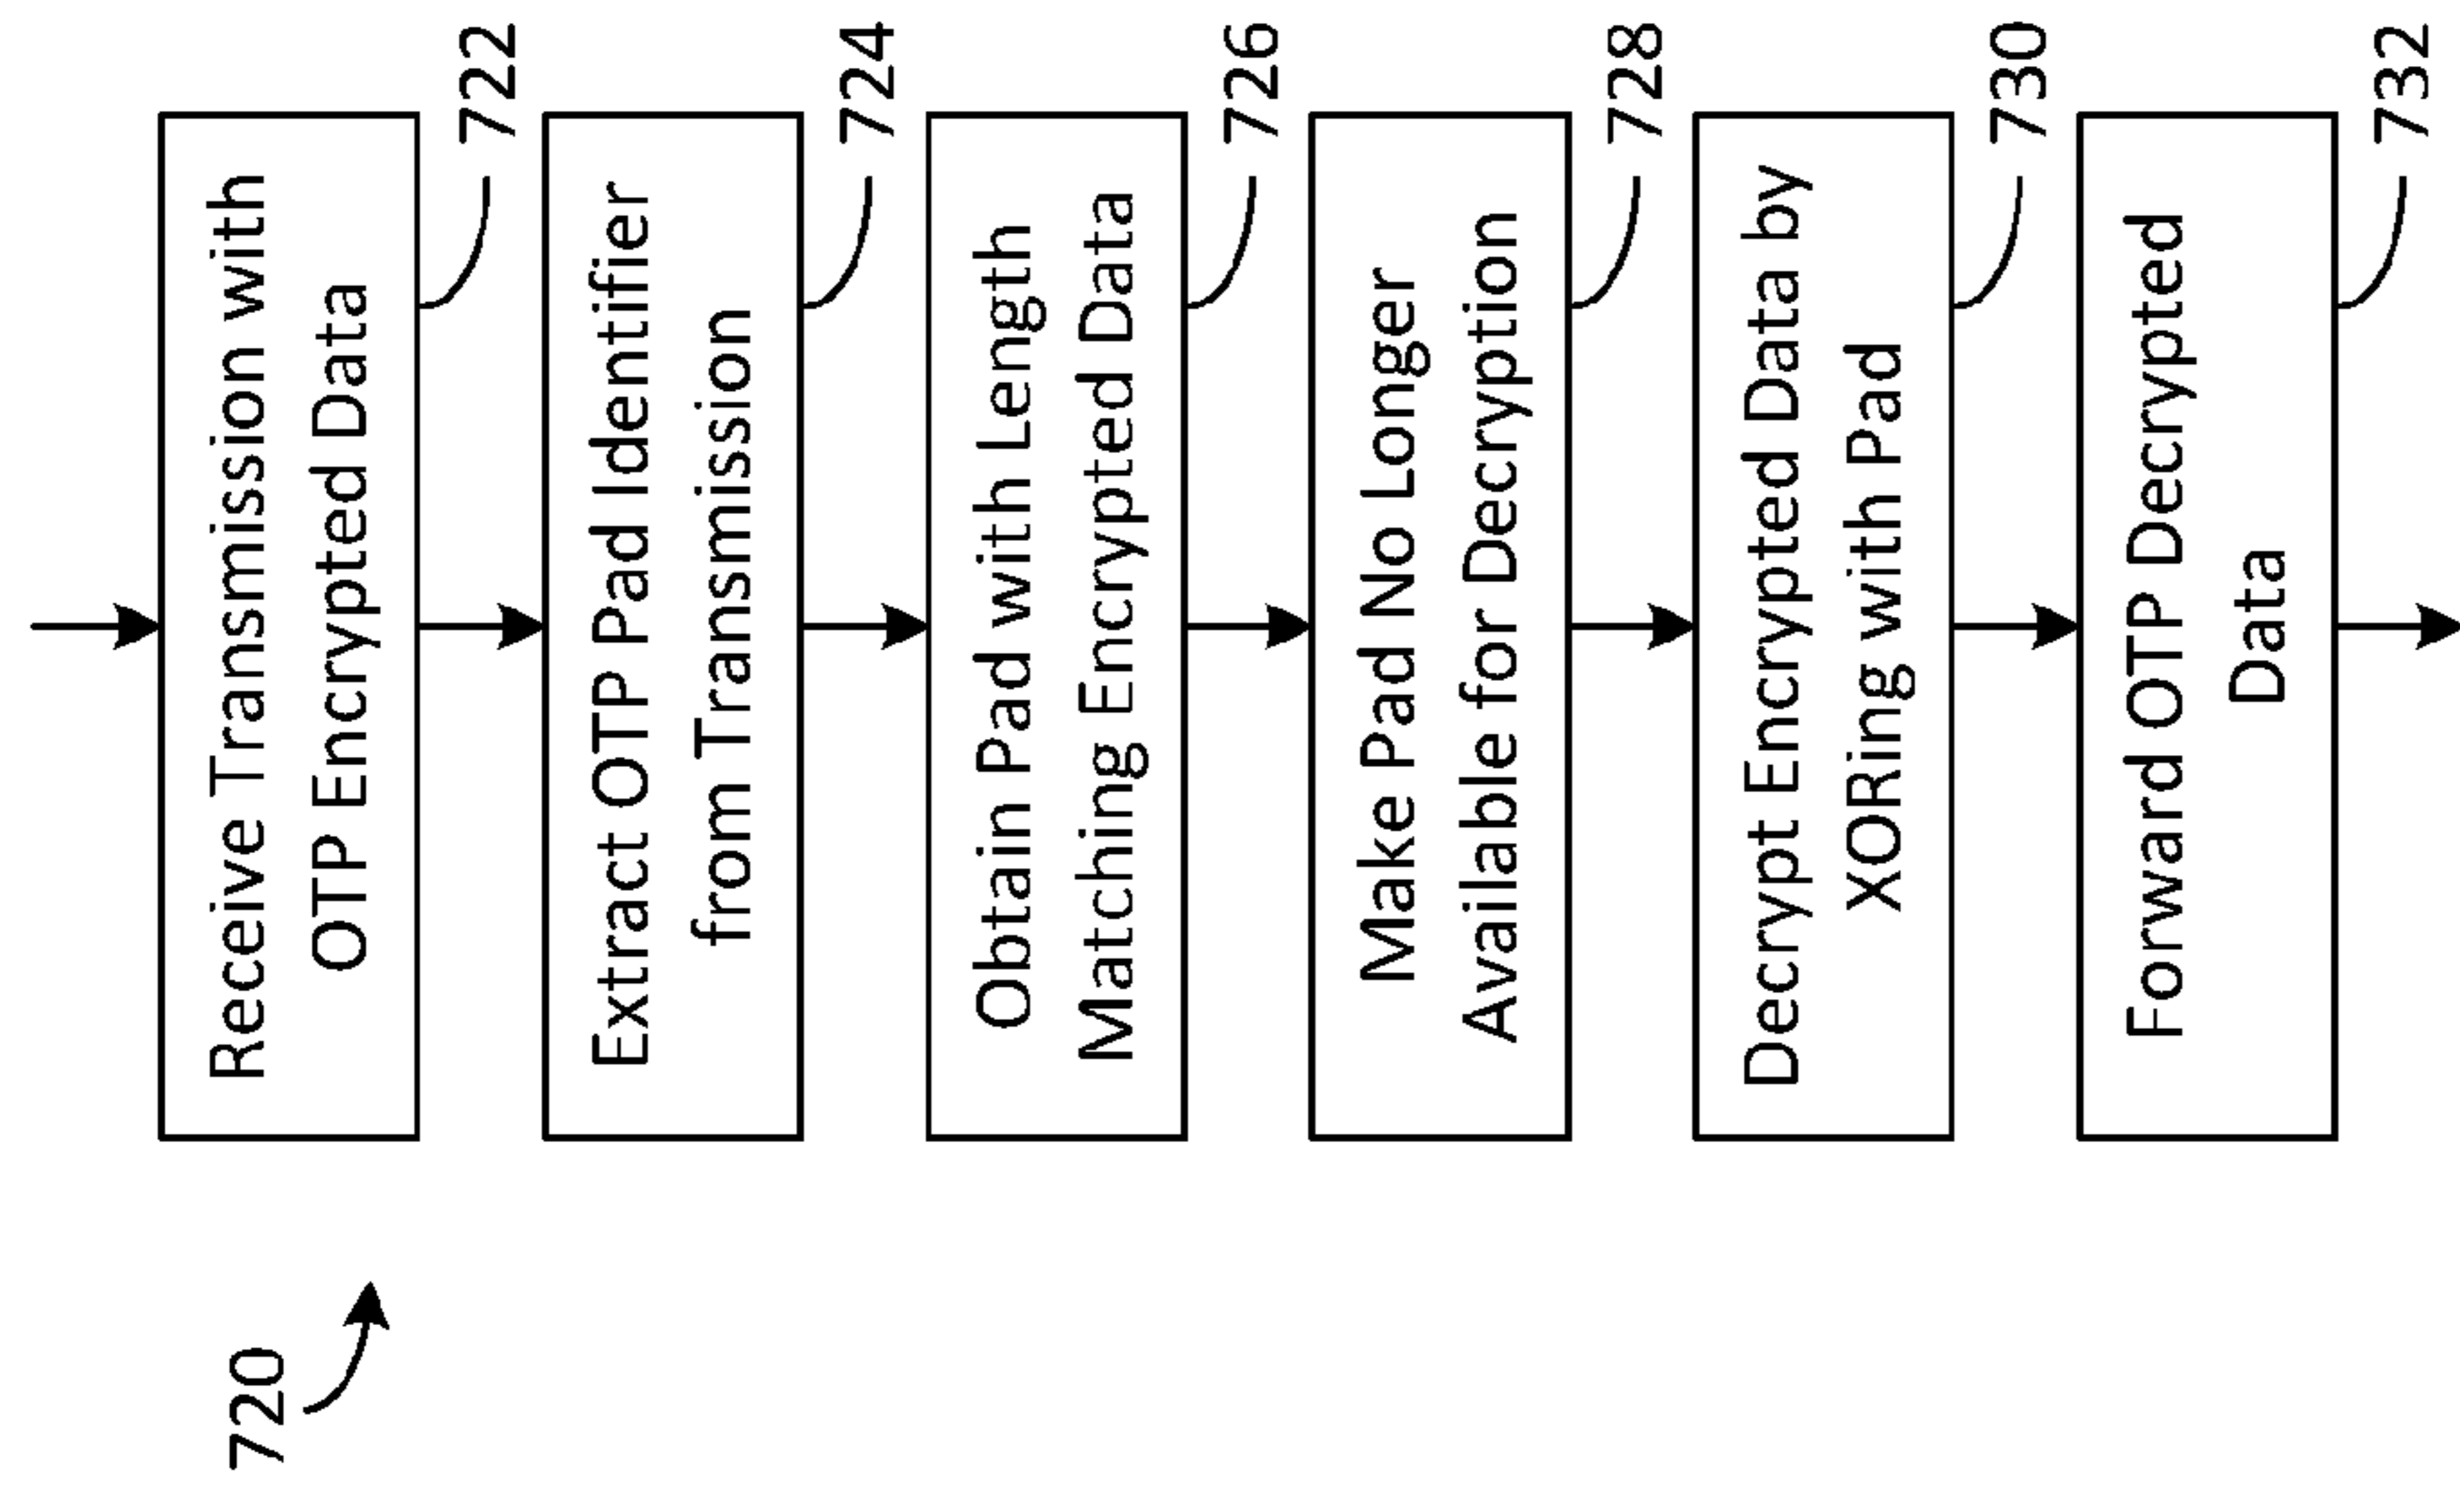 720
Receive Transmission with
OTP Encrypted Data
722
Extract OTP Pad Identifier
from Transmission
724
Obtain Pad with Length
Matching Encrypted Data
726
Make Pad No Longer
Available for Decryption
728
Decrypt Encrypted Data by
XORing with Pad
730
Forward OTP Decrypted
Data
732